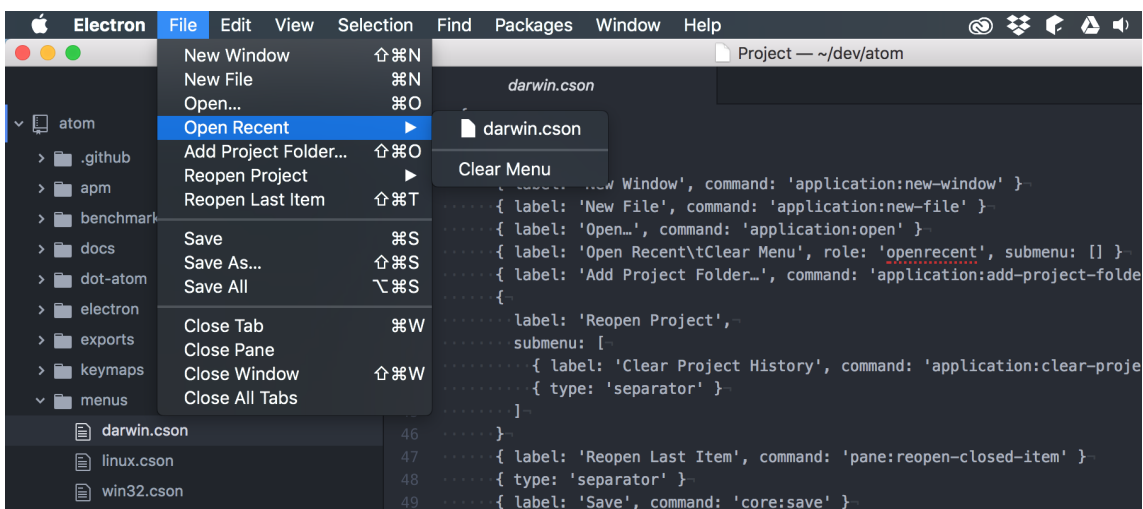 Electron File Edit View Selection Find Packages Window Help
Project — ~/dev/atom
New Window ⇧⌘N
New File ⌘N
Open... ⌘O
Open Recent ▶
Add Project Folder... ⇧⌘O
Reopen Project ▶
Reopen Last Item ⇧⌘T
Save ⌘S
Save As... ⇧⌘S
Save All ⌥⌘S
Close Tab ⌘W
Close Pane
Close Window ⇧⌘W
Close All Tabs
darwin.cson
Clear Menu
atom
.github
apm
benchmark
docs
dot-atom
electron
exports
keymaps
menus
darwin.cson
linux.cson
win32.cson
darwin.cson
Window', command: 'application:new-window' }
{ label: 'New File', command: 'application:new-file' }
{ label: 'Open…', command: 'application:open' }
{ label: 'Open Recent\tClear Menu', role: 'openrecent', submenu: [] }
{ label: 'Add Project Folder…', command: 'application:add-project-folde
{
label: 'Reopen Project',
submenu: [
{ label: 'Clear Project History', command: 'application:clear-proje
{ type: 'separator' }
]
46 }
47 { label: 'Reopen Last Item', command: 'pane:reopen-closed-item' }
48 { type: 'separator' }
49 { label: 'Save', command: 'core:save' }